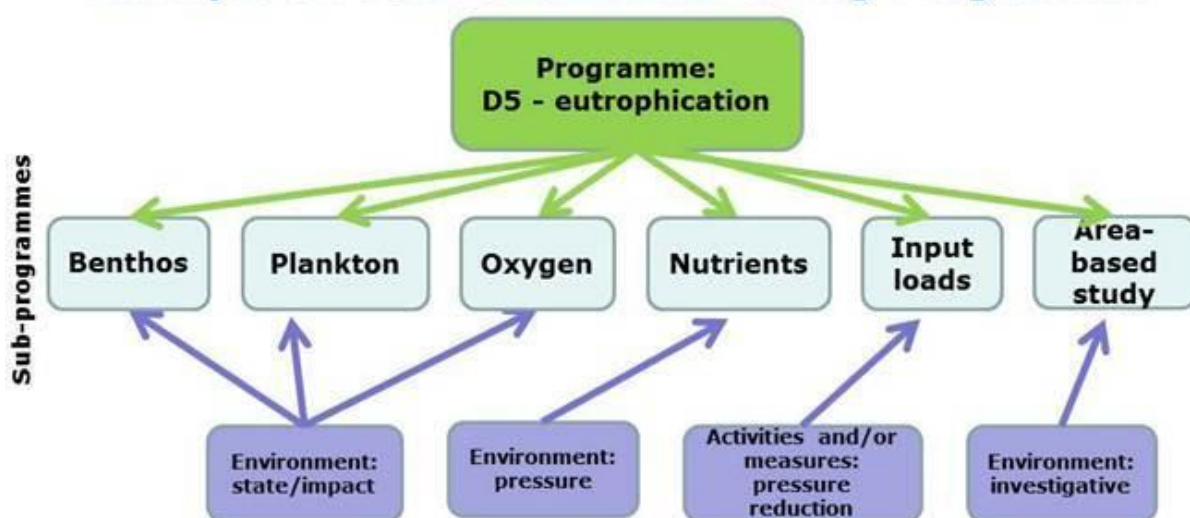 Programme:
D5 - eutrophication
Sub-programmes
Benthos
Plankton
Oxygen
Nutrients
Input
loads
Area-
based
study
Environment:
state/impact
Environment:
pressure
Activities and/or
measures:
pressure
reduction
Environment:
investigative